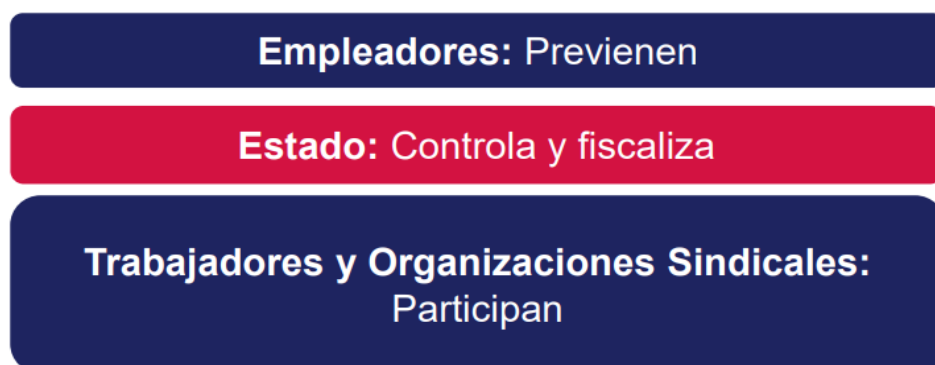 Empleadores: Previenen
Estado: Controla y fiscaliza
Trabajadores y Organizaciones Sindicales:
Participan